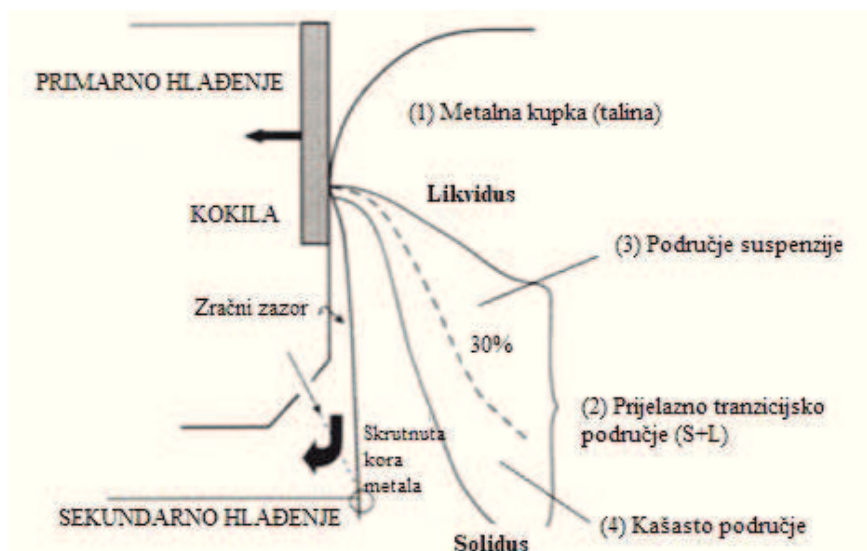 PRIMARNO HLAĐENJE
(1) Metalna kupka (talina)
Likvidus
KOKILA
(3) Područje suspenzije
Zračni zazor
30%
(2) Prijelazno tranzicijsko
područje (S+L)
Skrutnuta
kora
metala
SEKUNDARNO HLAĐENJE
(4) Kašasto područje
Solidus